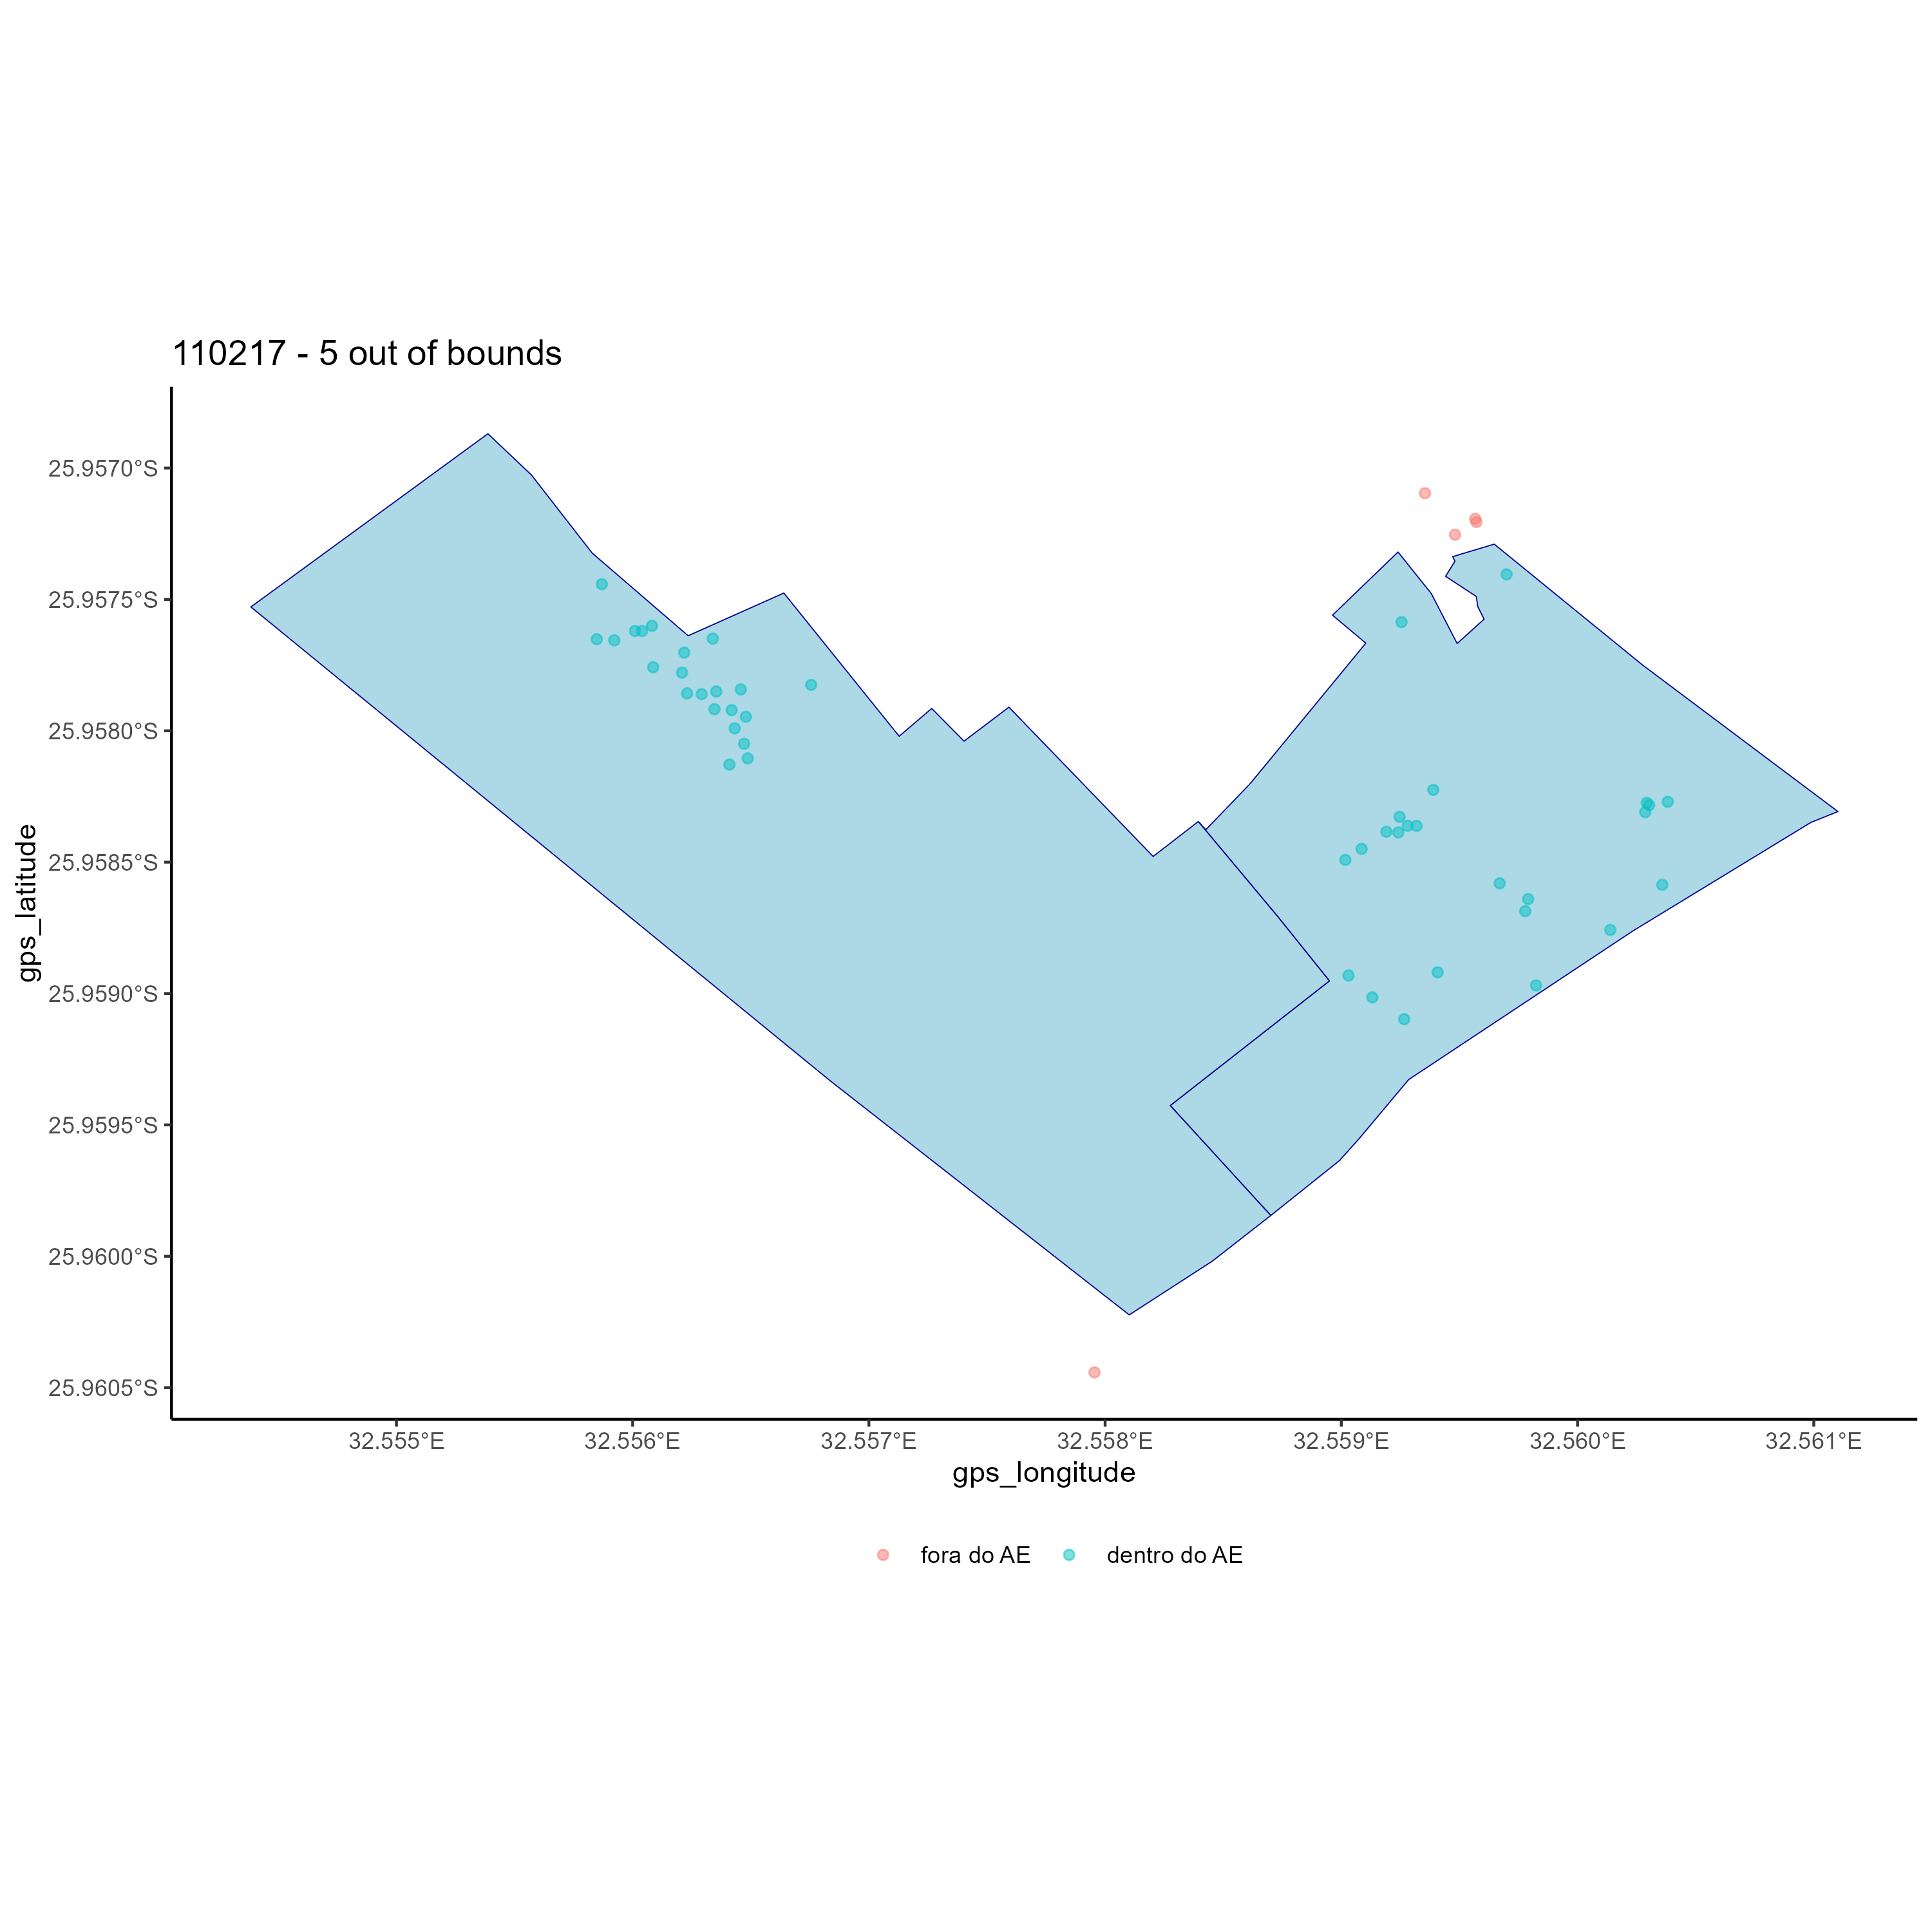 110217 - 5 out of bounds
gps_latitude
25.9570°S
25.9575°S
25.9580°S
25.9585°S
25.9590°S
25.9595°S
25.9600°S
25.9605°S
32.555°E 32.556°E 32.557°E 32.558°E 32.559°E 32.560°E 32.561°E
gps_longitude
fora do AE dentro do AE